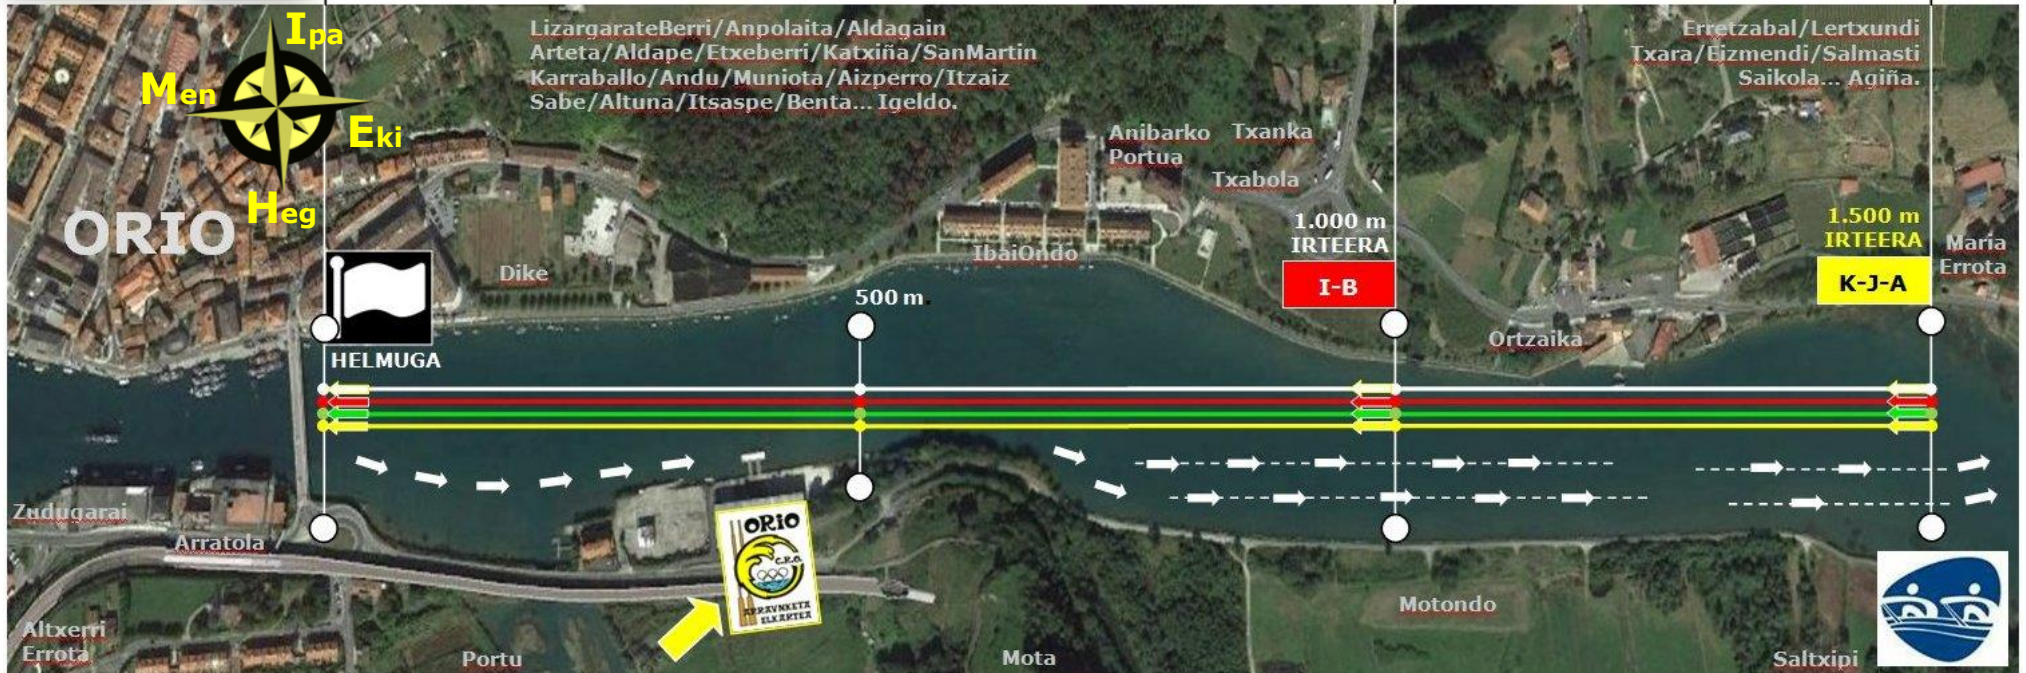 Ipa
Men
Eki
Heg
ORIO
LizargarateBerri/Anpolaita/Aldagain
Arteta/Aldape/Etxeberri/Katxiña/SanMartin
Karraballo/Andu/Muniota/Aizperro/Itzaiz
Sabe/Altuna/Itsaspe/Benta... Igeldo.
Erretzabal/Lertxundi
Txara/Eizmendi/Salmasti
Saikola... Agiña.
Anibarko
Portua
Txanka
Txabola
1.000 m
IRTEERA
I-B
1.500 m
IRTEERA
K-J-A
Maria
Errota
Dike
IbaiOndo
500 m.
Ortzaika
HELMUGA
Zudugarai
Arratola
ORIO
C.R.O.
ARRAVNKETA
ELKARTEA
Altxerri
Errota
Portu
Mota
Motondo
Saltxipi